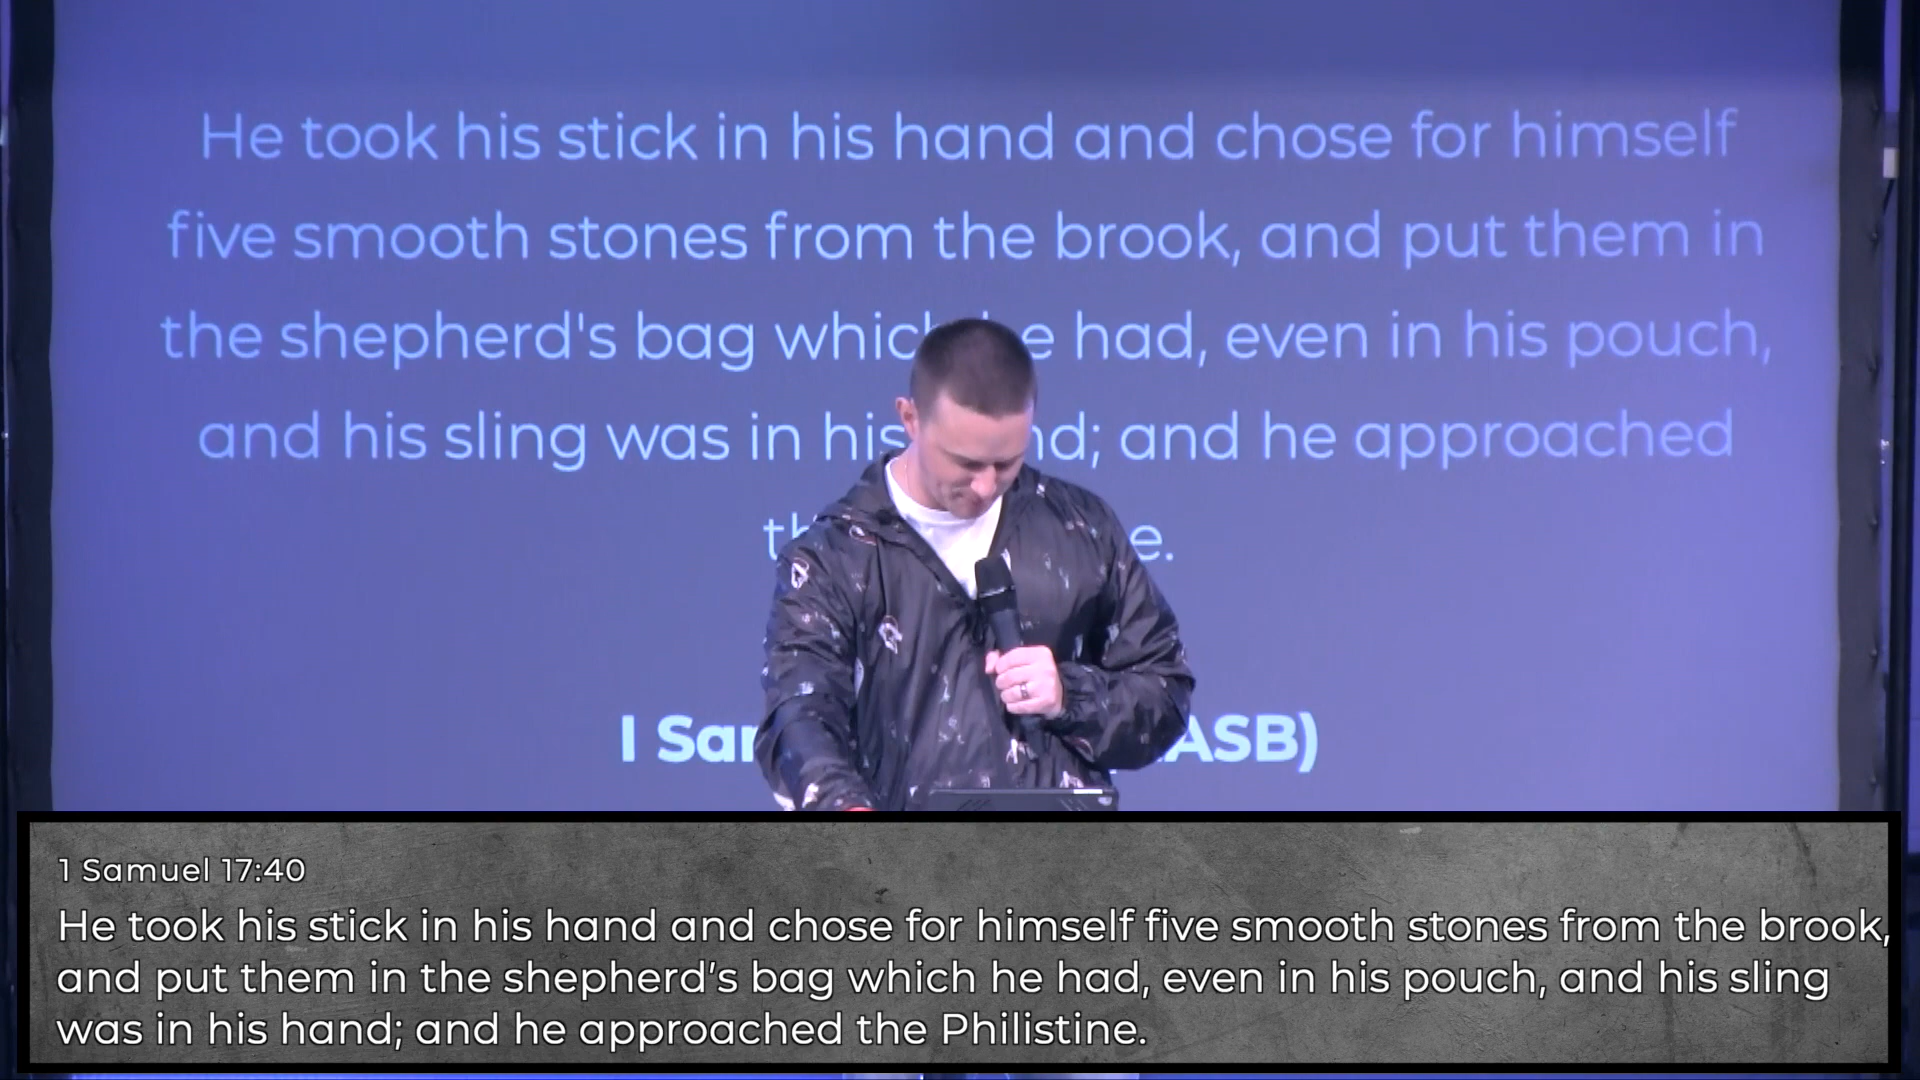 He took his stick in his hand and chose for himself
five smooth stones from the brook, and put them in
the shepherd's bag which had, even in his pouch,
and his sling was in his and he approached
I ASB)
1 Samuel 17:40
He took his stick in his hand and chose for himself five smooth stones from the brook,
and put them in the shepherd’s bag which he had, even in his pouch, and his sling
was in his hand; and he approached the Philistine.